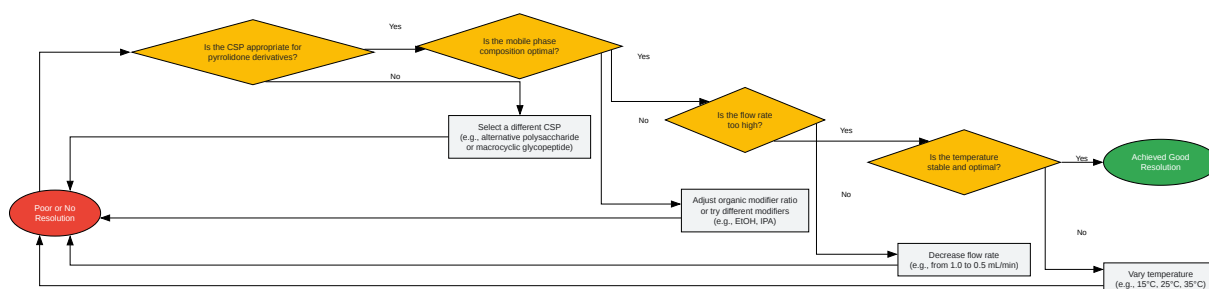 Is the CSP appropriate for
pyrrolidone derivatives?
Yes
Is the mobile phase
composition optimal?
Yes
No
Select a different CSP
(e.g., alternative polysaccharide
or macrocyclic glycopeptide)
No
Is the flow rate
too high?
Yes
Is the temperature
stable and optimal?
Yes
Achieved Good
Resolution
Poor or No
Resolution
Adjust organic modifier ratio
or try different modifiers
(e.g., EtOH, IPA)
No
No
Decrease flow rate
(e.g., from 1.0 to 0.5 mL/min)
Vary temperature
(e.g., 15°C, 25°C, 35°C)